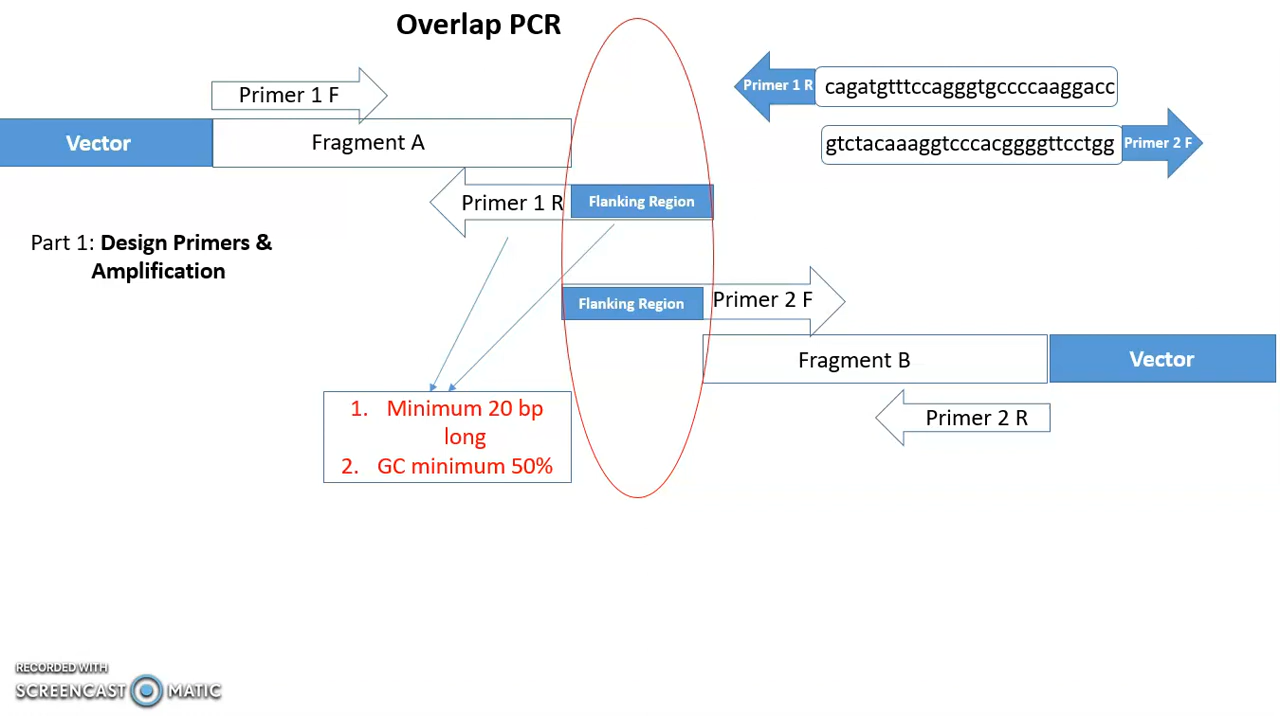 Overlap PCR
Primer 1 F
Vector
Fragment A
Primer 1 R
Flanking Region
Primer 1 R
cagatgtttccagggtgccccaaggacc
gtctacaaaggtcccacggggttcctgg
Primer 2 F
Part 1: Design Primers &
Amplification
Flanking Region
Primer 2 F
Fragment B
Vector
Primer 2 R
1. Minimum 20 bp
long
2. GC minimum 50%
RECORDED WITH
SCREENCAST MATIC